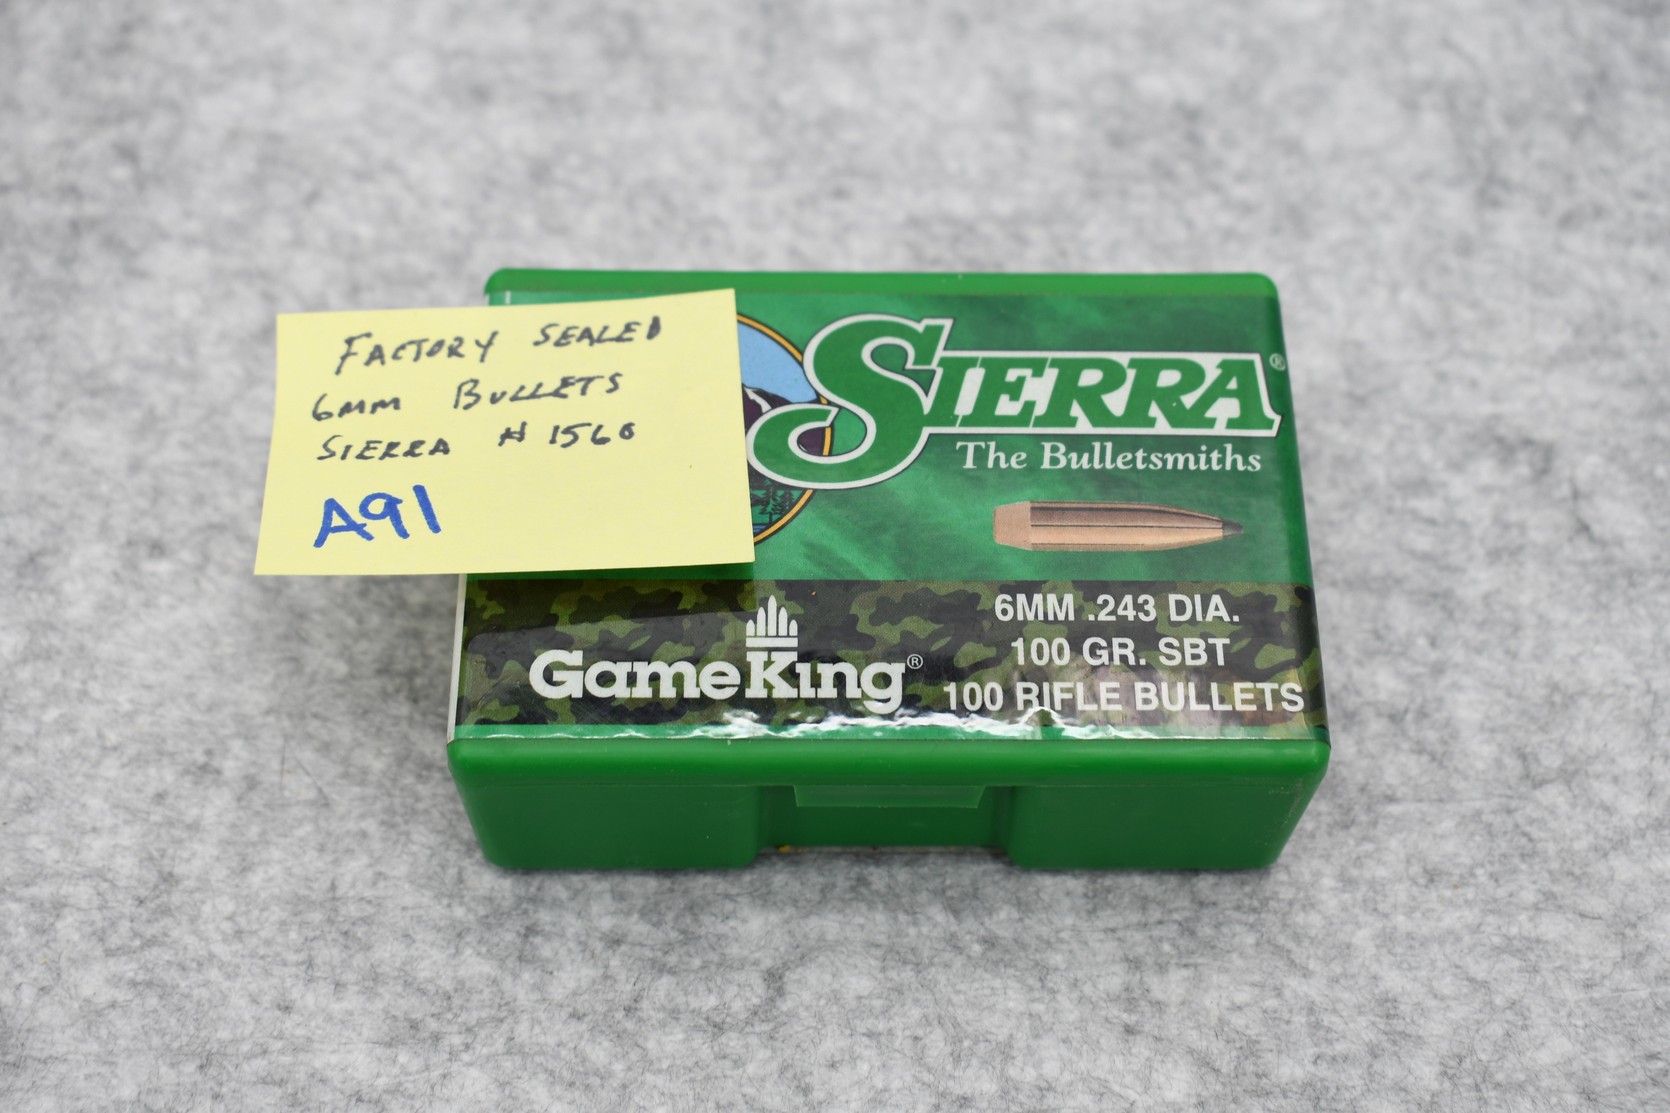 FACTORY SEALED
6MM BULLETS
SIERRA # 1560
A91
SIERRA®
The Bulletsmiths
GameKing®
6MM .243 DIA.
100 GR. SBT
100 RIFLE BULLETS